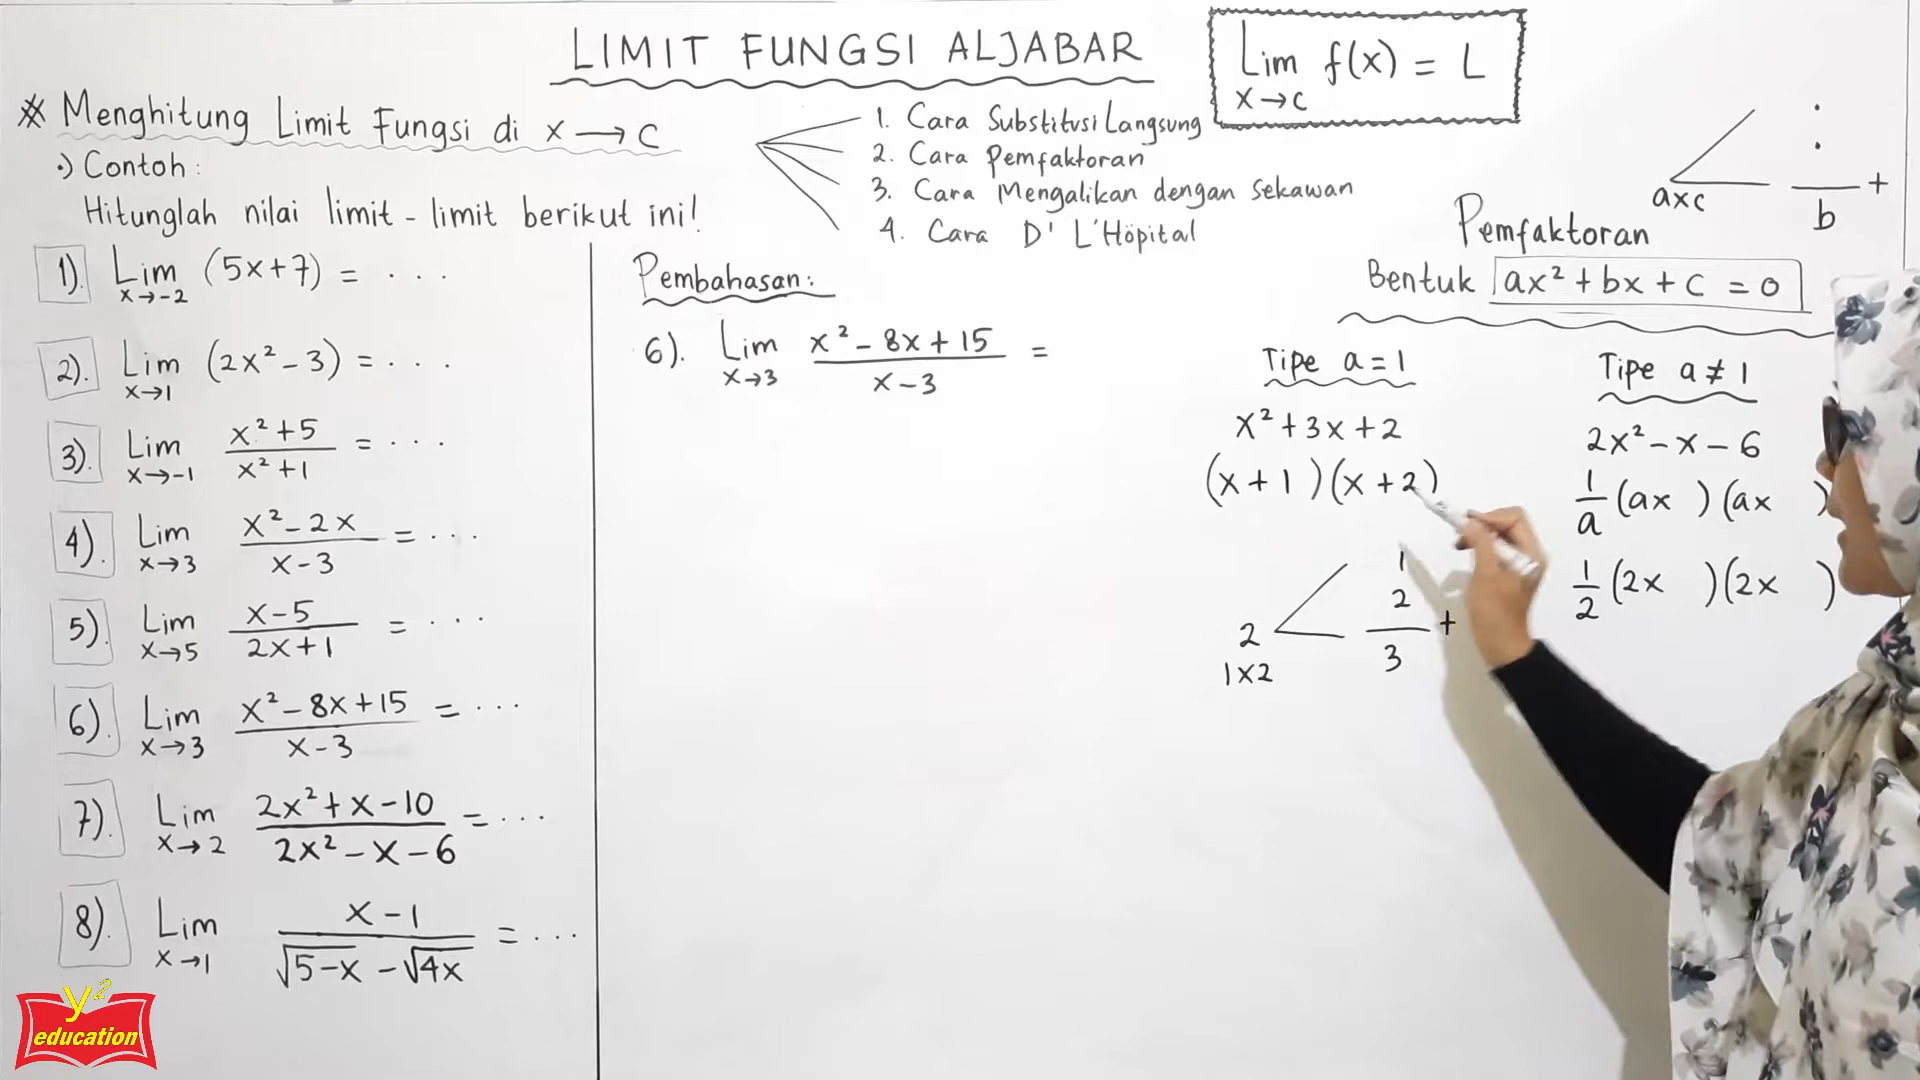 LIMIT FUNGSI ALJABAR
Lim f(x) = L
x→c
* Menghitung Limit Fungsi di x → c
1. Cara Substitusi Langsung
2. Cara Pemfaktoran
3. Cara Mengalikan dengan Sekawan
4. Cara D' L'Höpital
•) Contoh:
Hitunglah nilai limit - limit berikut ini!
1). Lim (5x+7) = ...
x→-2
2). Lim (2x² - 3) = ...
x→1
3). Lim x²+5 / x²+1 = ...
x→-1
4). Lim x²-2x / x-3 = ...
x→3
5). Lim x-5 / 2x+1 = ...
x→5
6). Lim x²-8x+15 / x-3 = ...
x→3
7). Lim 2x²+x-10 / 2x²-x-6 = ...
x→2
8). Lim x-1 / √5-x - √4x = ...
x→1
Pembahasan:
6). Lim x²-8x+15 / x-3 =
x→3
axc
+
b
Pemfaktoran
Bentuk ax² + bx + c = 0
Tipe a = 1
x² + 3x + 2
(x + 1 )(x + 2)
1
2
+
2
3
1x2
Tipe a ≠ 1
2x² - x - 6
1/a (ax )(ax )
1/2 (2x )(2x )
y²
education